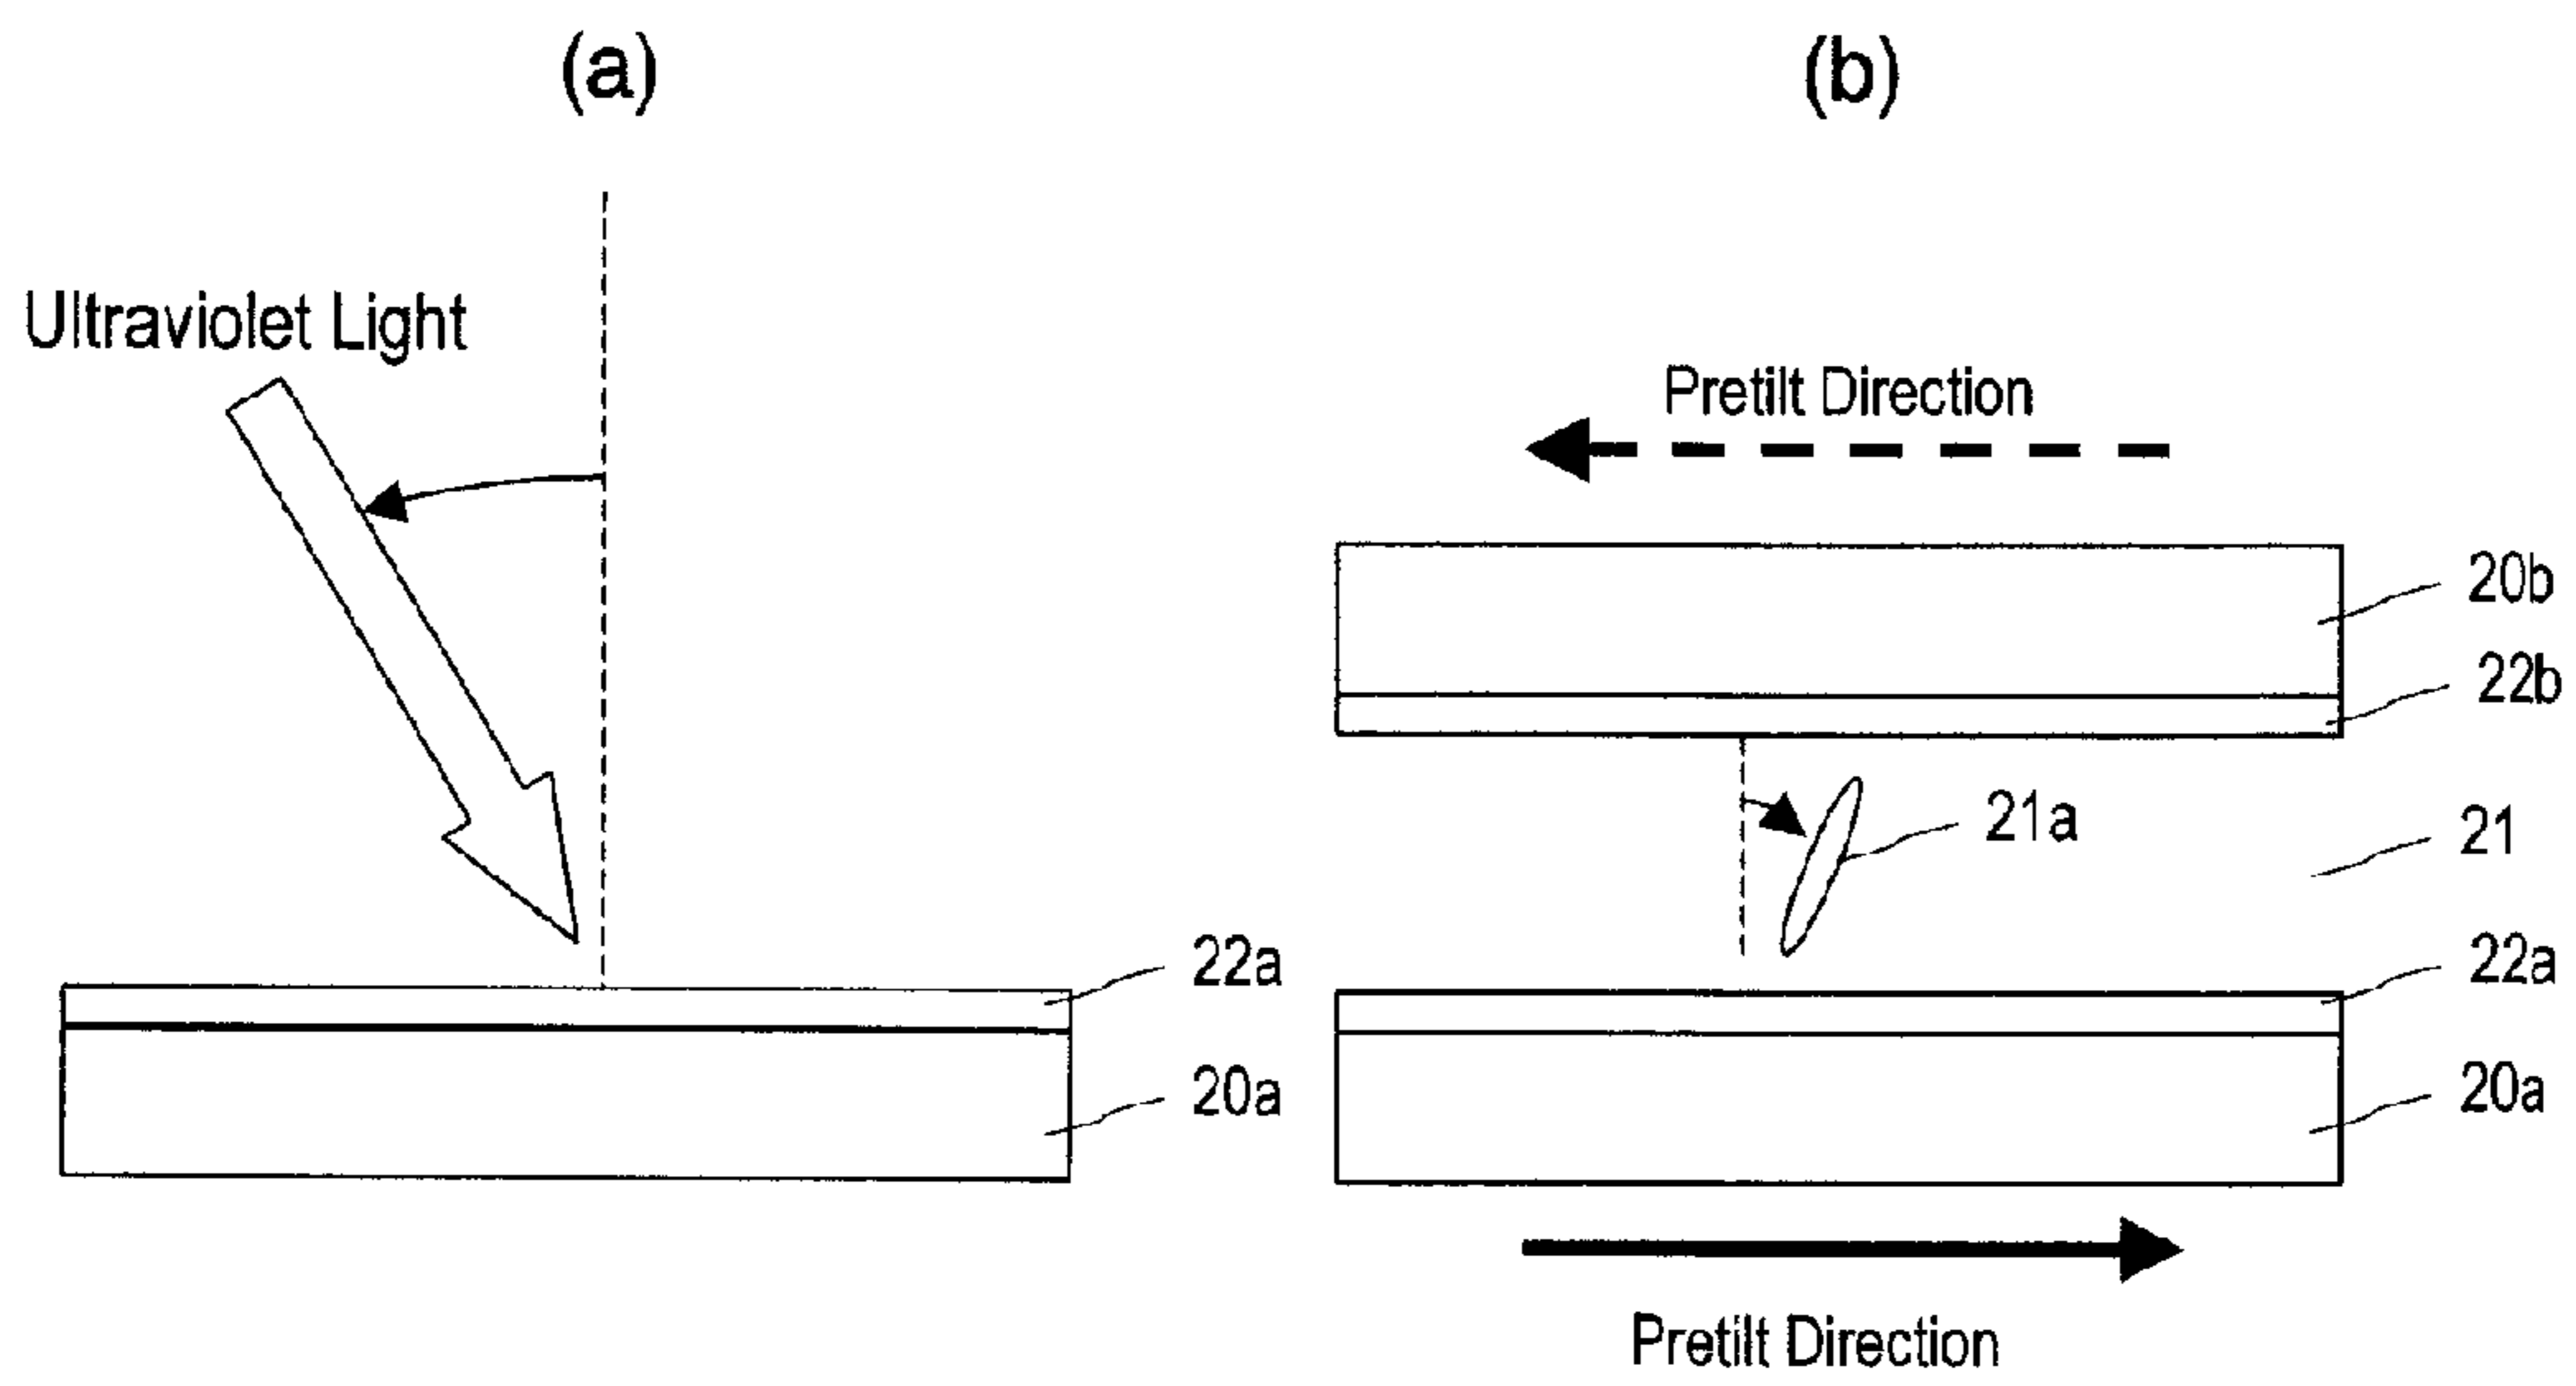 (a)
(b)
Ultraviolet Light
Pretilt Direction
20b
22b
21a
21
22a
22a
20a
20a
Pretilt Direction